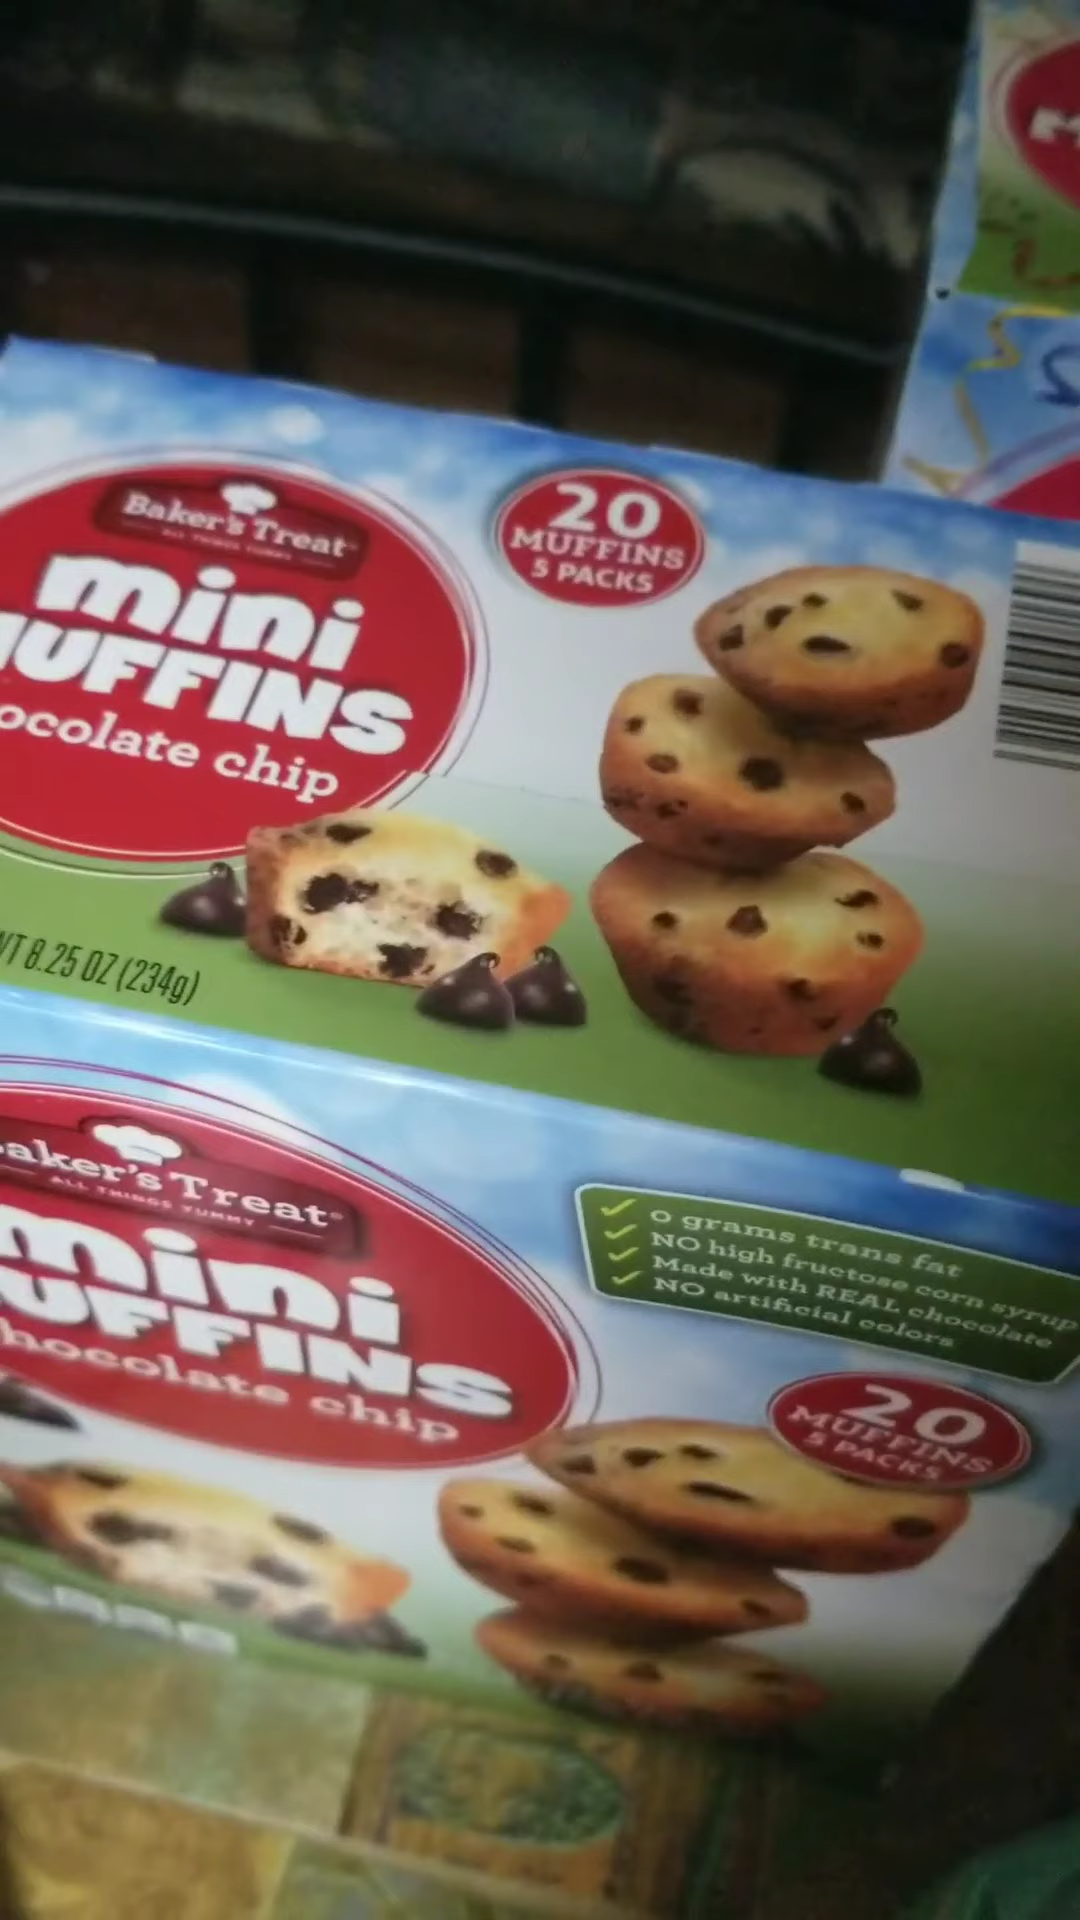 Baker's Treat
ALL THINGS YUMMY
mini
UFFINS
ocolate chip
20
MUFFINS
5 PACKS
WT 8.25 OZ (234g)
aker's Treat
ALL THINGS YUMMY
mini
UFFINS
hocolate chip
0 grams trans fat
NO high fructose corn syrup
Made with REAL chocolate
NO artificial colors
20
MUFFINS
5 PACKS